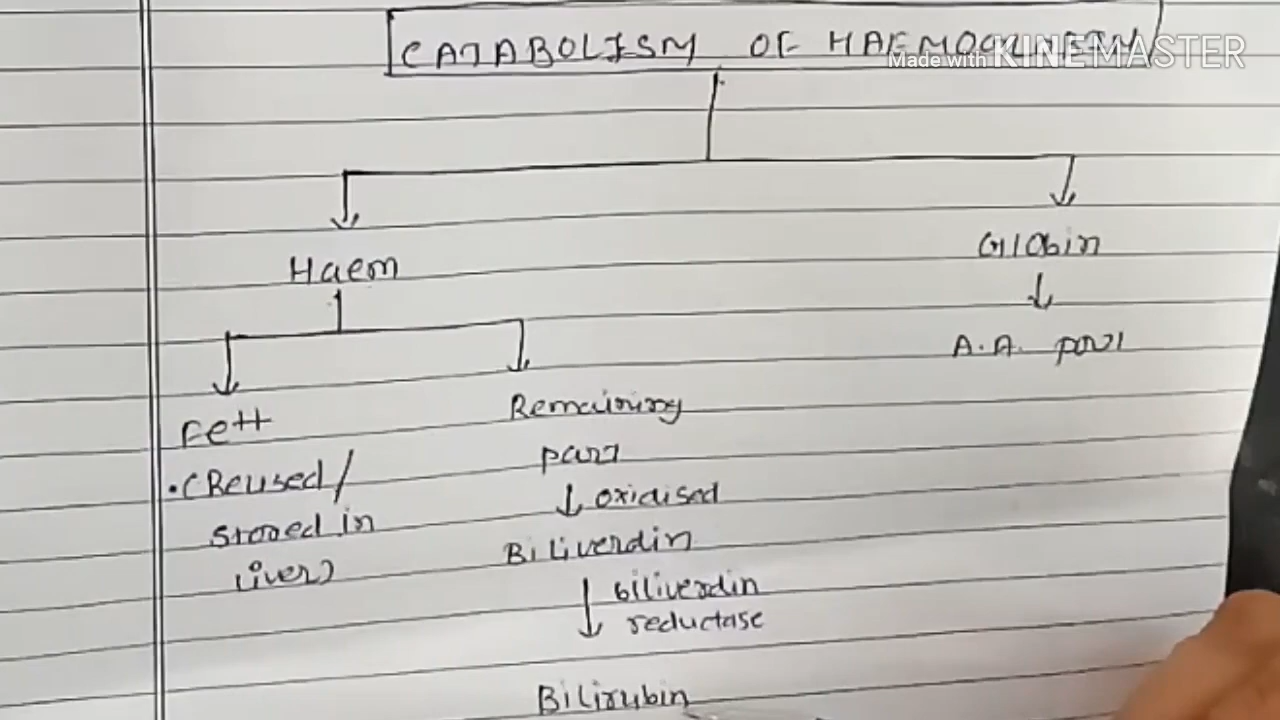 CATABOLISM OF HAEMOGLOBIN
Made with KINEMASTER
Haem
Globin
A.A. pool
Fe++
Remaining
part
.(Reused/
stored in
liver)
oxidised
Biliverdin
biliverdin
reductase
Bilirubin